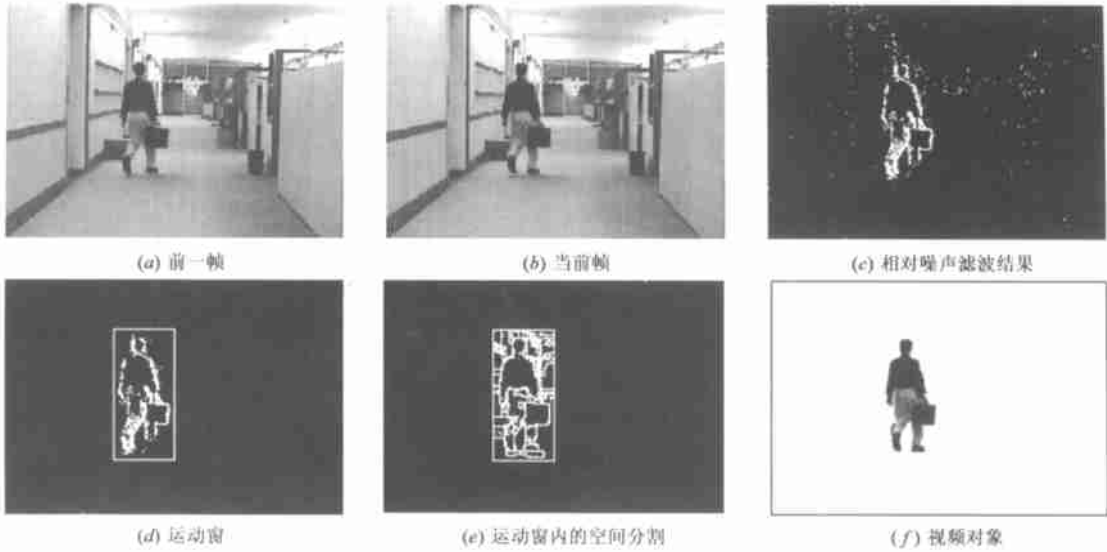 (a) 前一帧
(b) 当前帧
(c) 相对噪声滤波结果
(d) 运动窗
(e) 运动窗内的空间分割
(f) 视频对象